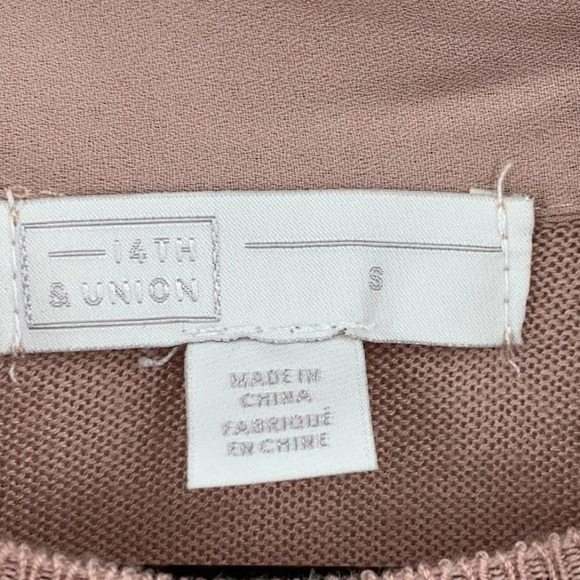 14TH
& UNION
S
MADE IN
CHINA
FABRIQUÉ
EN CHINE